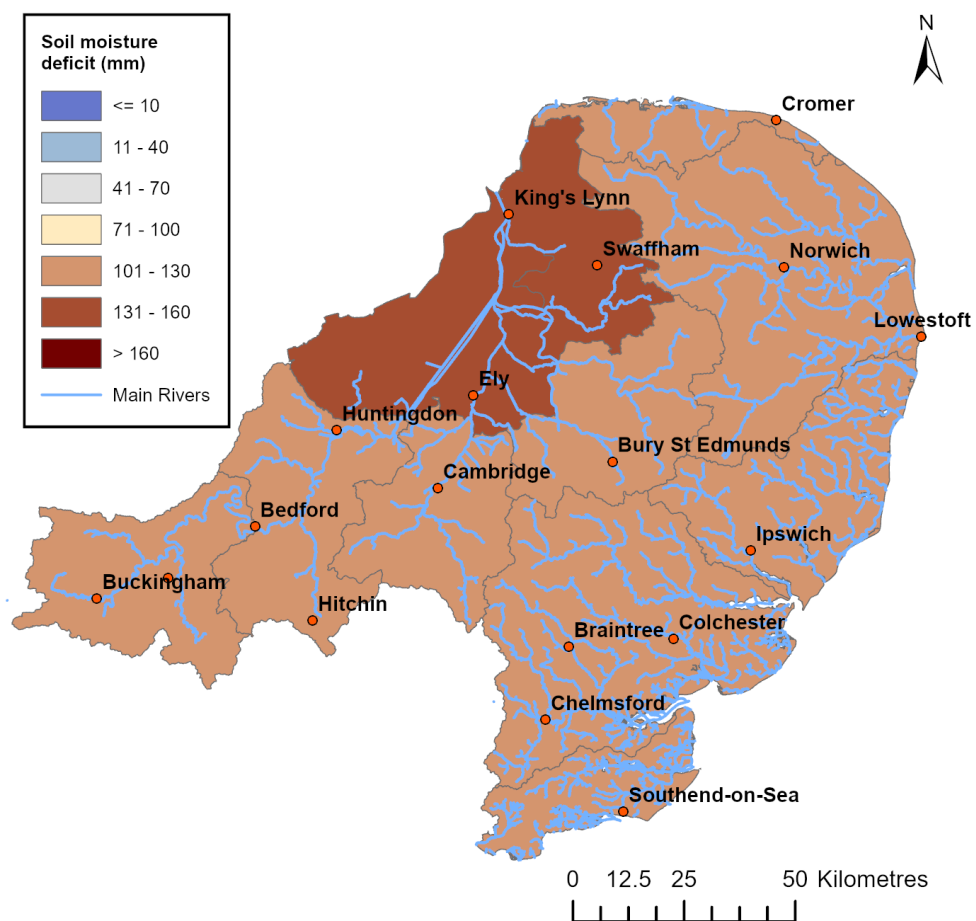 Soil moisture
deficit (mm)
<= 10
11 - 40
41 - 70
71 - 100
101 - 130
131 - 160
> 160
Main Rivers
N
Cromer
King's Lynn
Swaffham
Norwich
Lowestoft
Ely
Huntingdon
Bury St Edmunds
Cambridge
Bedford
Ipswich
Buckingham
Hitchin
Braintree
Colchester
Chelmsford
Southend-on-Sea
0 12.5 25 50 Kilometres